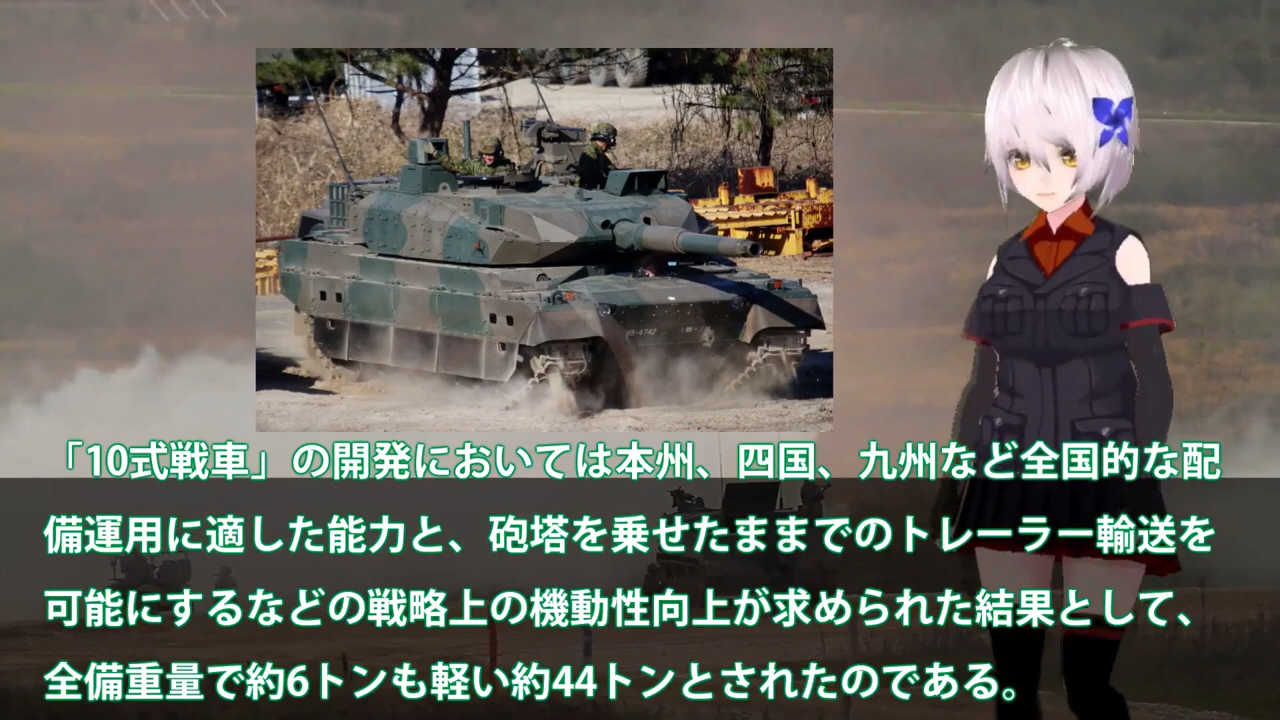 「10式戦車」の開発においては本州、四国、九州など全国的な配
備運用に適した能力と、砲塔を乗せたままでのトレーラー輸送を
可能にするなどの戦略上の機動性向上が求められた結果として、
全備重量で約6トンも軽い約44トンとされたのである。
95-4742